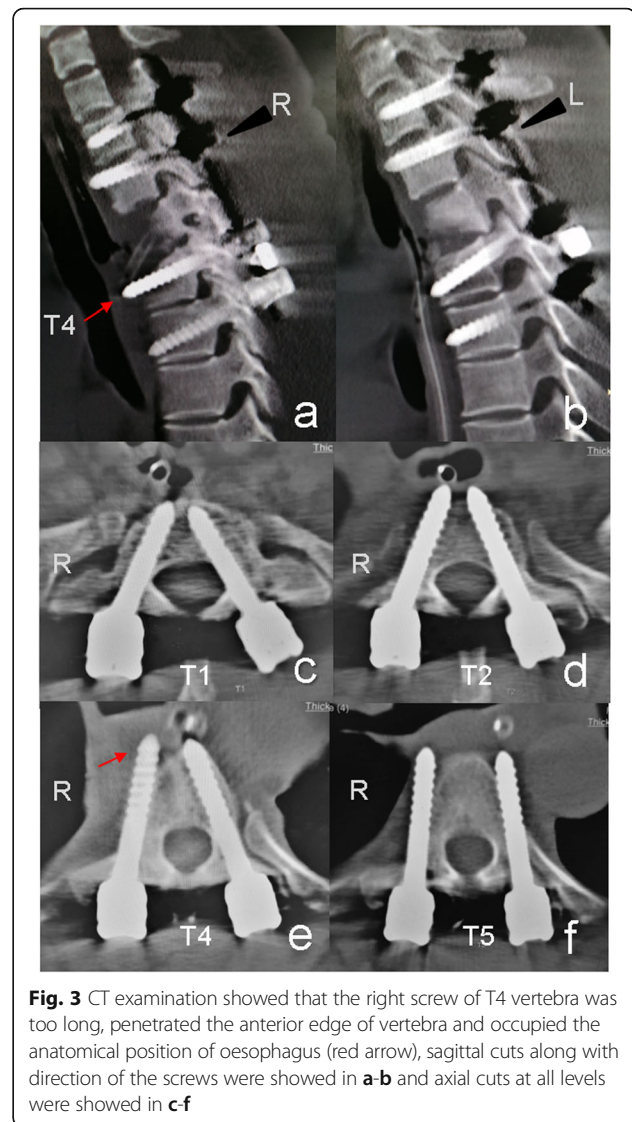 R
L
T4
a
b
Thic
Thick
R
R
T1
T1
c
T2
T2
d
Thick
a (4)
Thick
R
R
T4
e
T5
f
Fig. 3 CT examination showed that the right screw of T4 vertebra was
too long, penetrated the anterior edge of vertebra and occupied the
anatomical position of oesophagus (red arrow), sagittal cuts along with
direction of the screws were showed in a-b and axial cuts at all levels
were showed in c-f